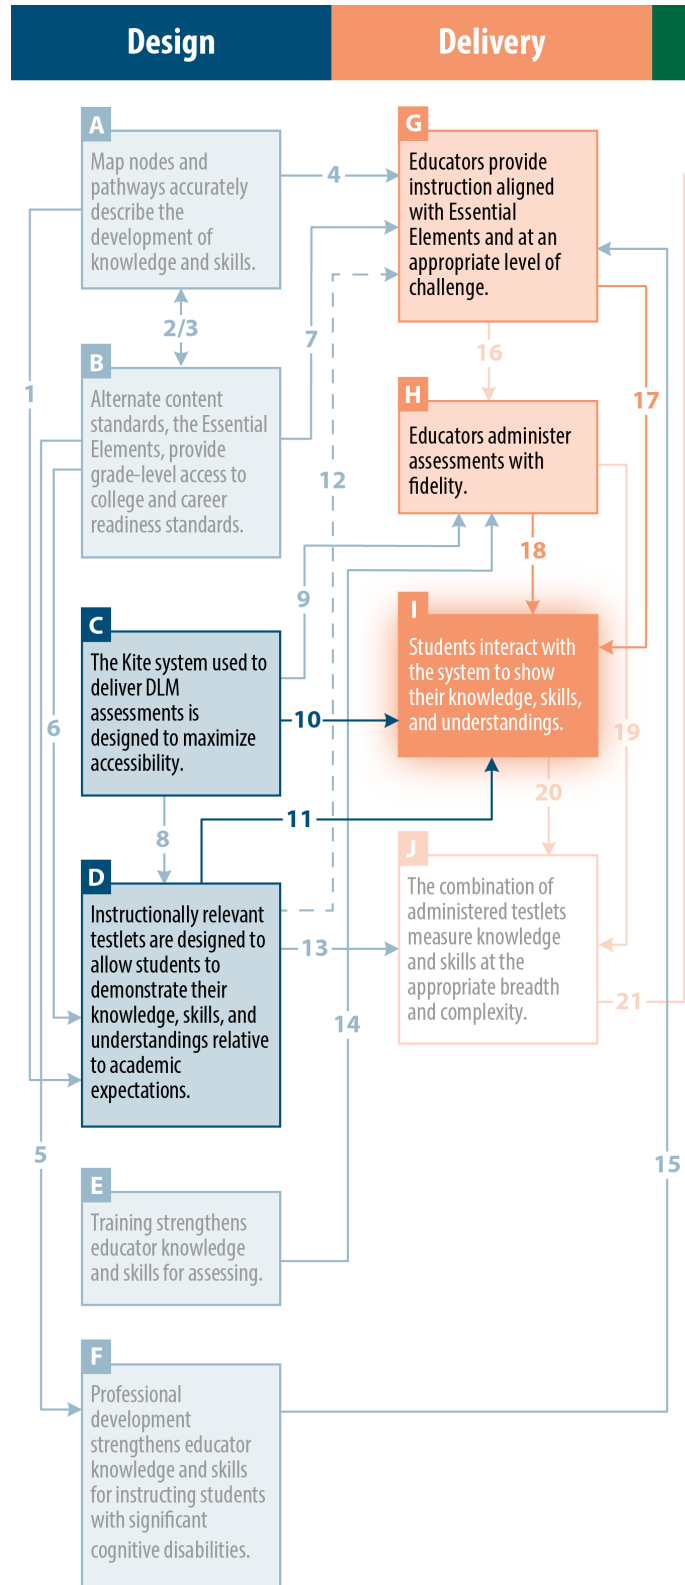 Design
Delivery
A
Map nodes and
pathways accurately
describe the
development of
knowledge and skills.
2/3
B
Alternate content
standards, the Essential
Elements, provide
grade-level access to
college and career
readiness standards.
1
C
The Kite system used to
deliver DLM
assessments is
designed to maximize
accessibility.
6
8
D
Instructionally relevant
testlets are designed to
allow students to
demonstrate their
knowledge, skills, and
understandings relative
to academic
expectations.
5
E
Training strengthens
educator knowledge
and skills for assessing.
F
Professional
development
strengthens educator
knowledge and skills
for instructing students
with significant
cognitive disabilities.
4
7
12
9
10
11
13
14
G
Educators provide
instruction aligned
with Essential
Elements and at an
appropriate level of
challenge.
16
17
H
Educators administer
assessments with
fidelity.
18
I
Students interact with
the system to show
their knowledge, skills,
and understandings.
19
20
J
The combination of
administered testlets
measure knowledge
and skills at the
appropriate breadth
and complexity.
21
15